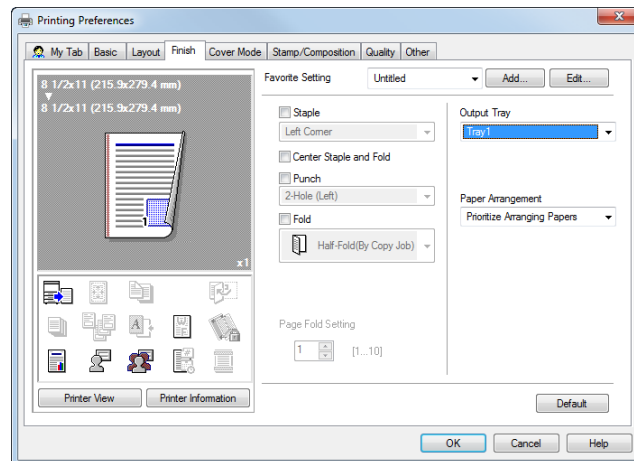 Printing Preferences
My Tab Basic Layout Finish Cover Mode Stamp/Composition Quality Other
8 1/2x11 (215.9x279.4 mm)
8 1/2x11 (215.9x279.4 mm)
1
x1
Favorite Setting Untitled Add... Edit...
Staple
Left Corner
Center Staple and Fold
Punch
2-Hole (Left)
Fold
Half-Fold(By Copy Job)
Page Fold Setting
1 [1...10]
Output Tray
Tray1
Paper Arrangement
Prioritize Arranging Papers
Printer View Printer Information
Default
OK Cancel Help